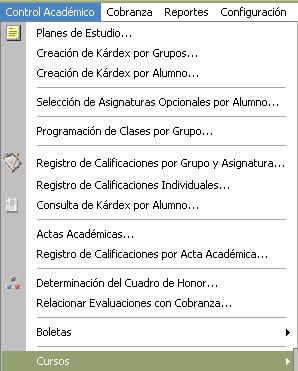 Control Académico Cobranza Reportes Configuración
Planes de Estudio...
Creación de Kárdex por Grupos...
Creación de Kárdex por Alumno...
Selección de Asignaturas Opcionales por Alumno...
Programación de Clases por Grupo...
Registro de Calificaciones por Grupo y Asignatura...
Registro de Calificaciones Individuales...
Consulta de Kárdex por Alumno...
Actas Académicas...
Registro de Calificaciones por Acta Académica...
Determinación del Cuadro de Honor...
Relacionar Evaluaciones con Cobranza...
Boletas
Cursos